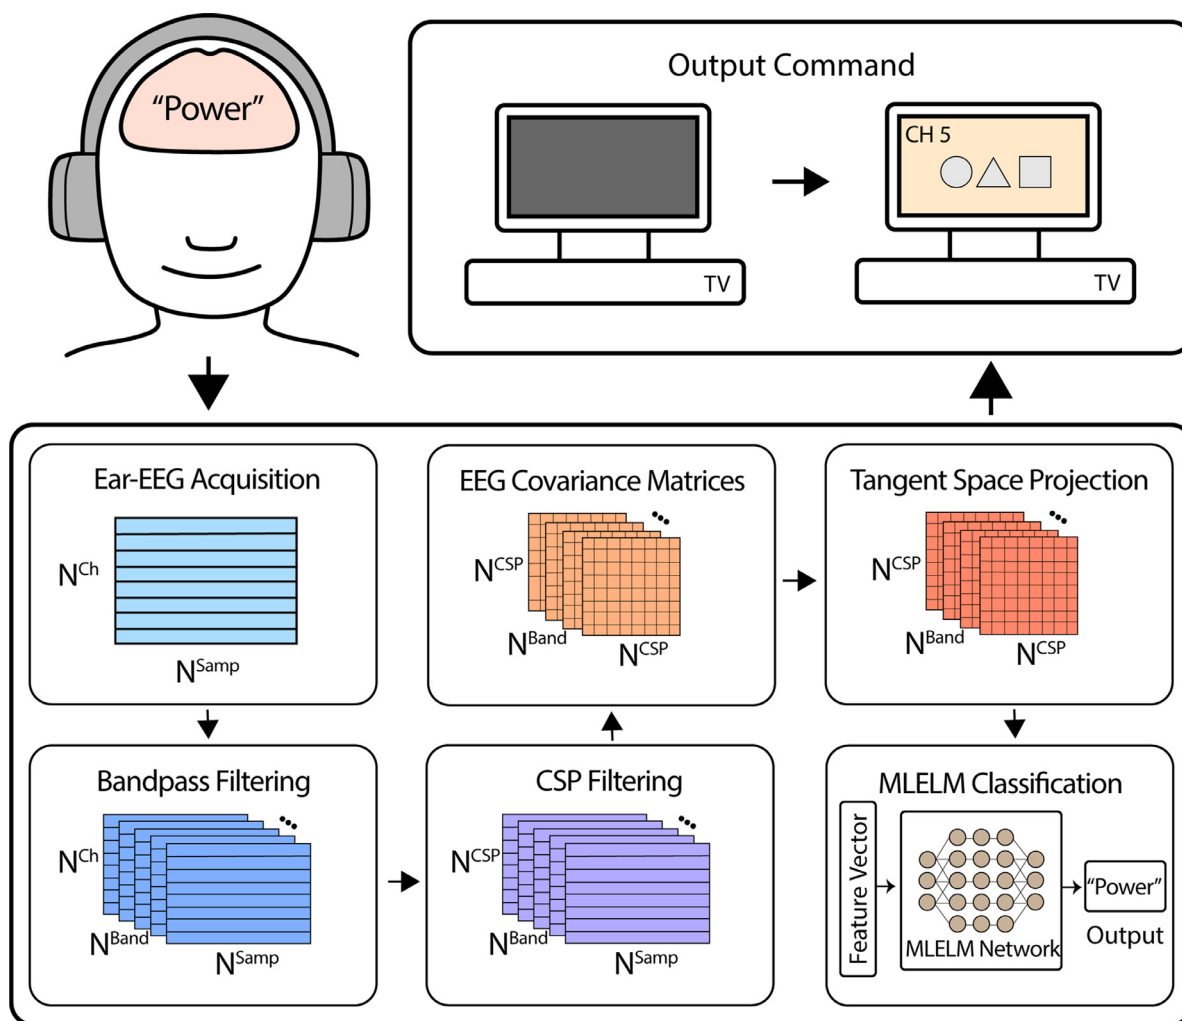 “Power”
Output Command
TV
CH 5
TV
Ear-EEG Acquisition
N^Ch
N^Samp
Bandpass Filtering
N^Ch
N^Band
N^Samp
CSP Filtering
N^CSP
N^Band
N^Samp
EEG Covariance Matrices
N^CSP
N^Band
N^CSP
Tangent Space Projection
N^CSP
N^Band
N^CSP
MLELM Classification
Feature Vector
MLELM Network
“Power”
Output